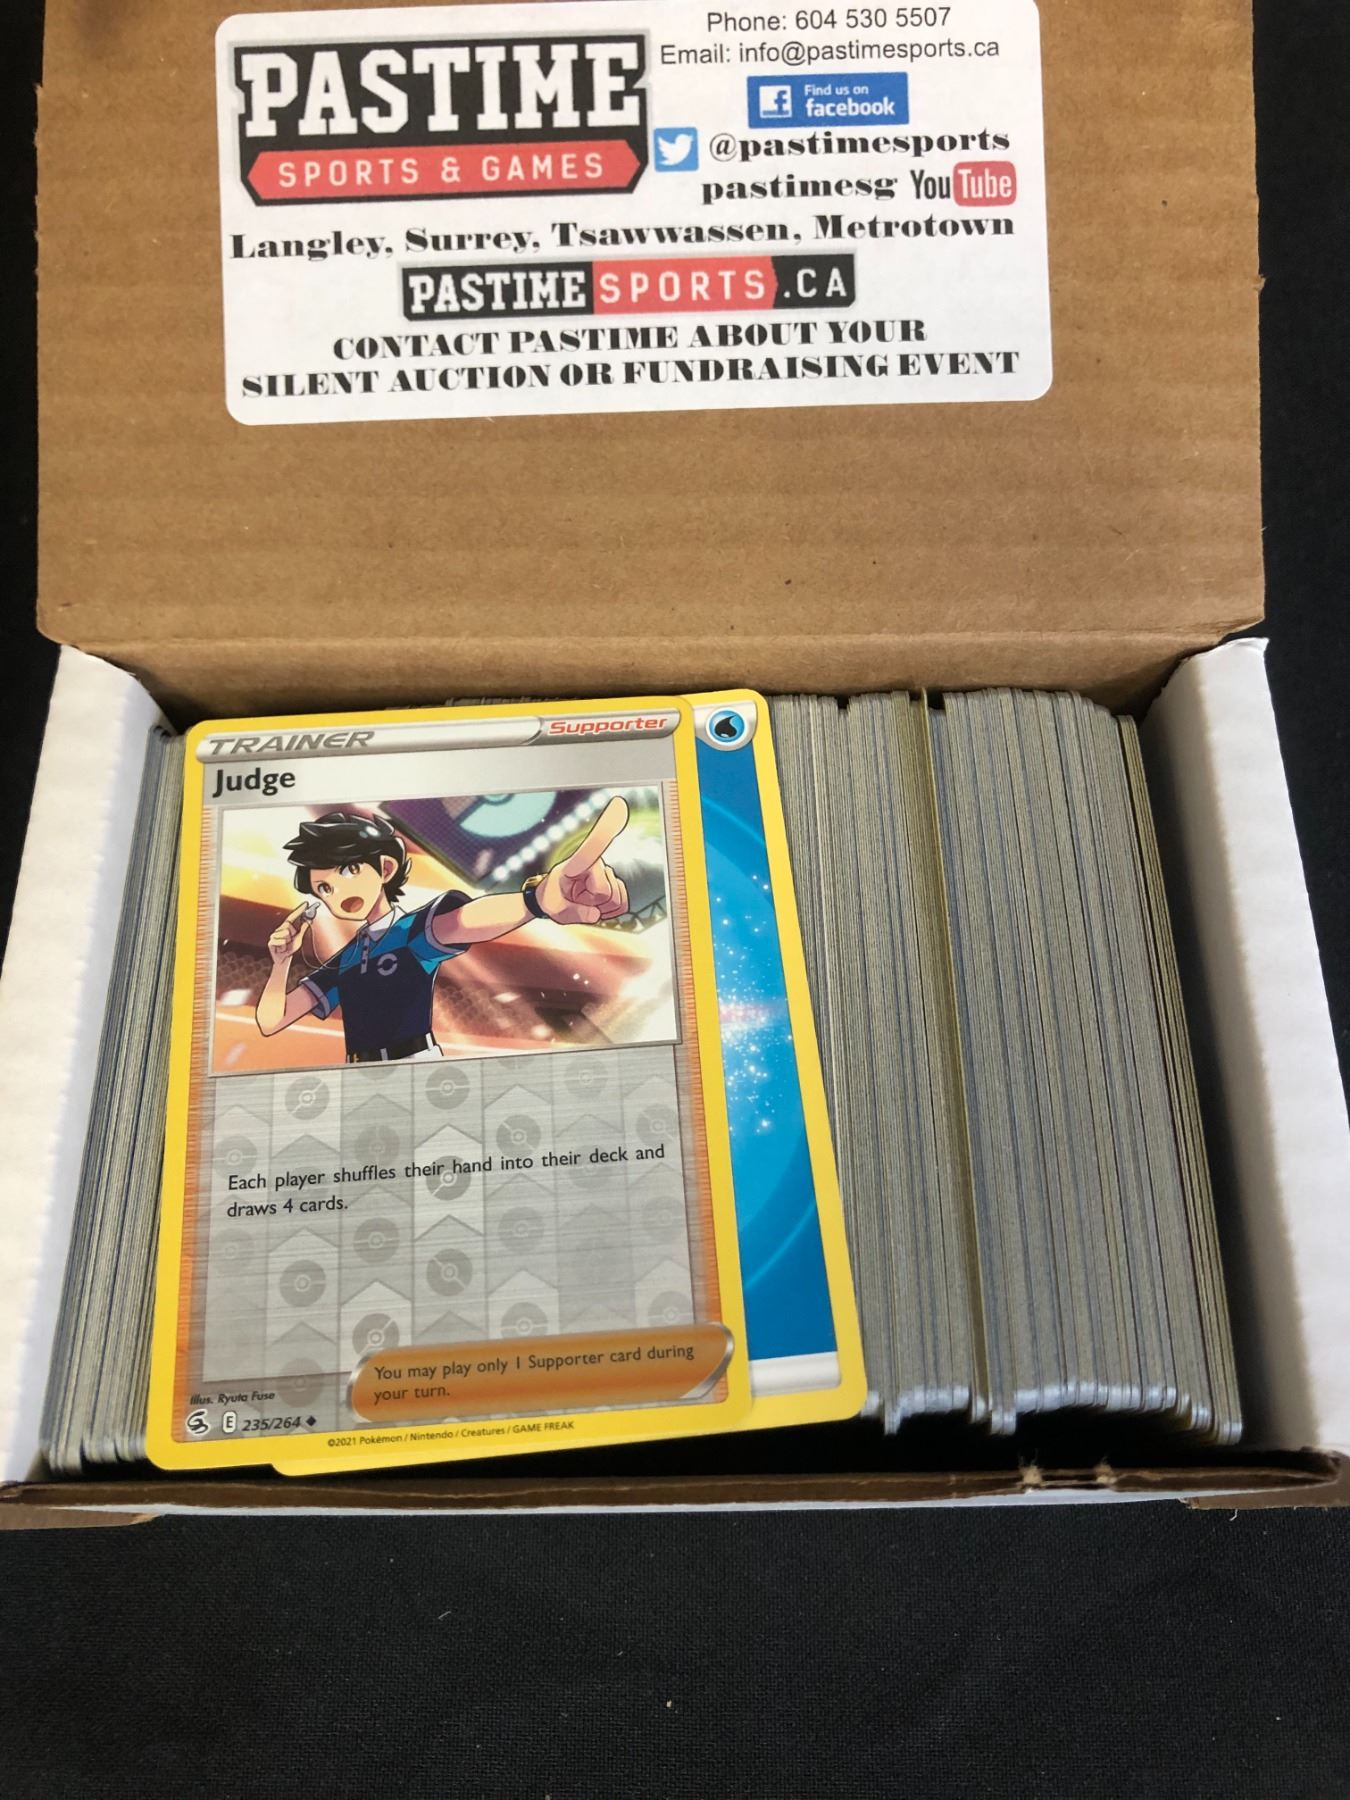 PASTIME
SPORTS & GAMES
Phone: 604 530 5507
Email: info@pastimesports.ca
Find us on
facebook
@pastimesports
pastimesg YouTube
Langley, Surrey, Tsawwassen, Metrotown
PASTIMESPORTS.CA
CONTACT PASTIME ABOUT YOUR
SILENT AUCTION OR FUNDRAISING EVENT
TRAINER
Supporter
Judge
Each player shuffles their hand into their deck and
draws 4 cards.
You may play only 1 Supporter card during
your turn.
Illus. Ryuta Fuse
E 235/264
©2021 Pokémon / Nintendo / Creatures / GAME FREAK